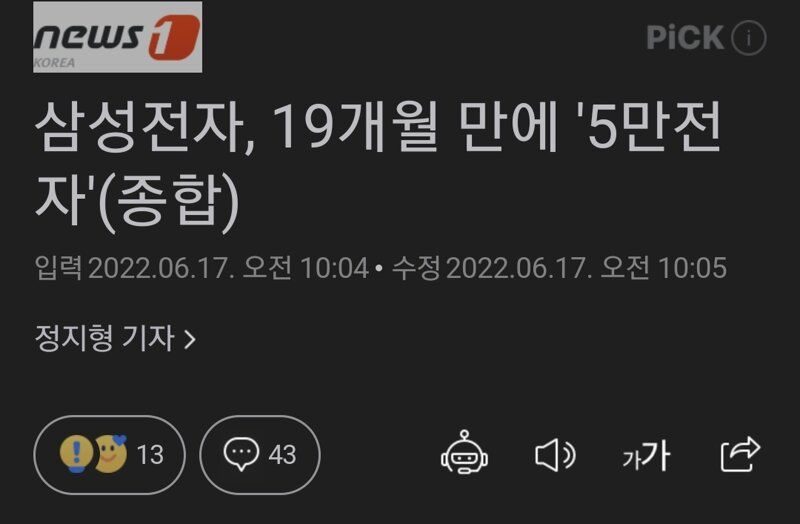 news1
KOREA
PiCK i
삼성전자, 19개월 만에 '5만전
자'(종합)
입력 2022.06.17. 오전 10:04 • 수정 2022.06.17. 오전 10:05
정지형 기자 >
13
43
가가